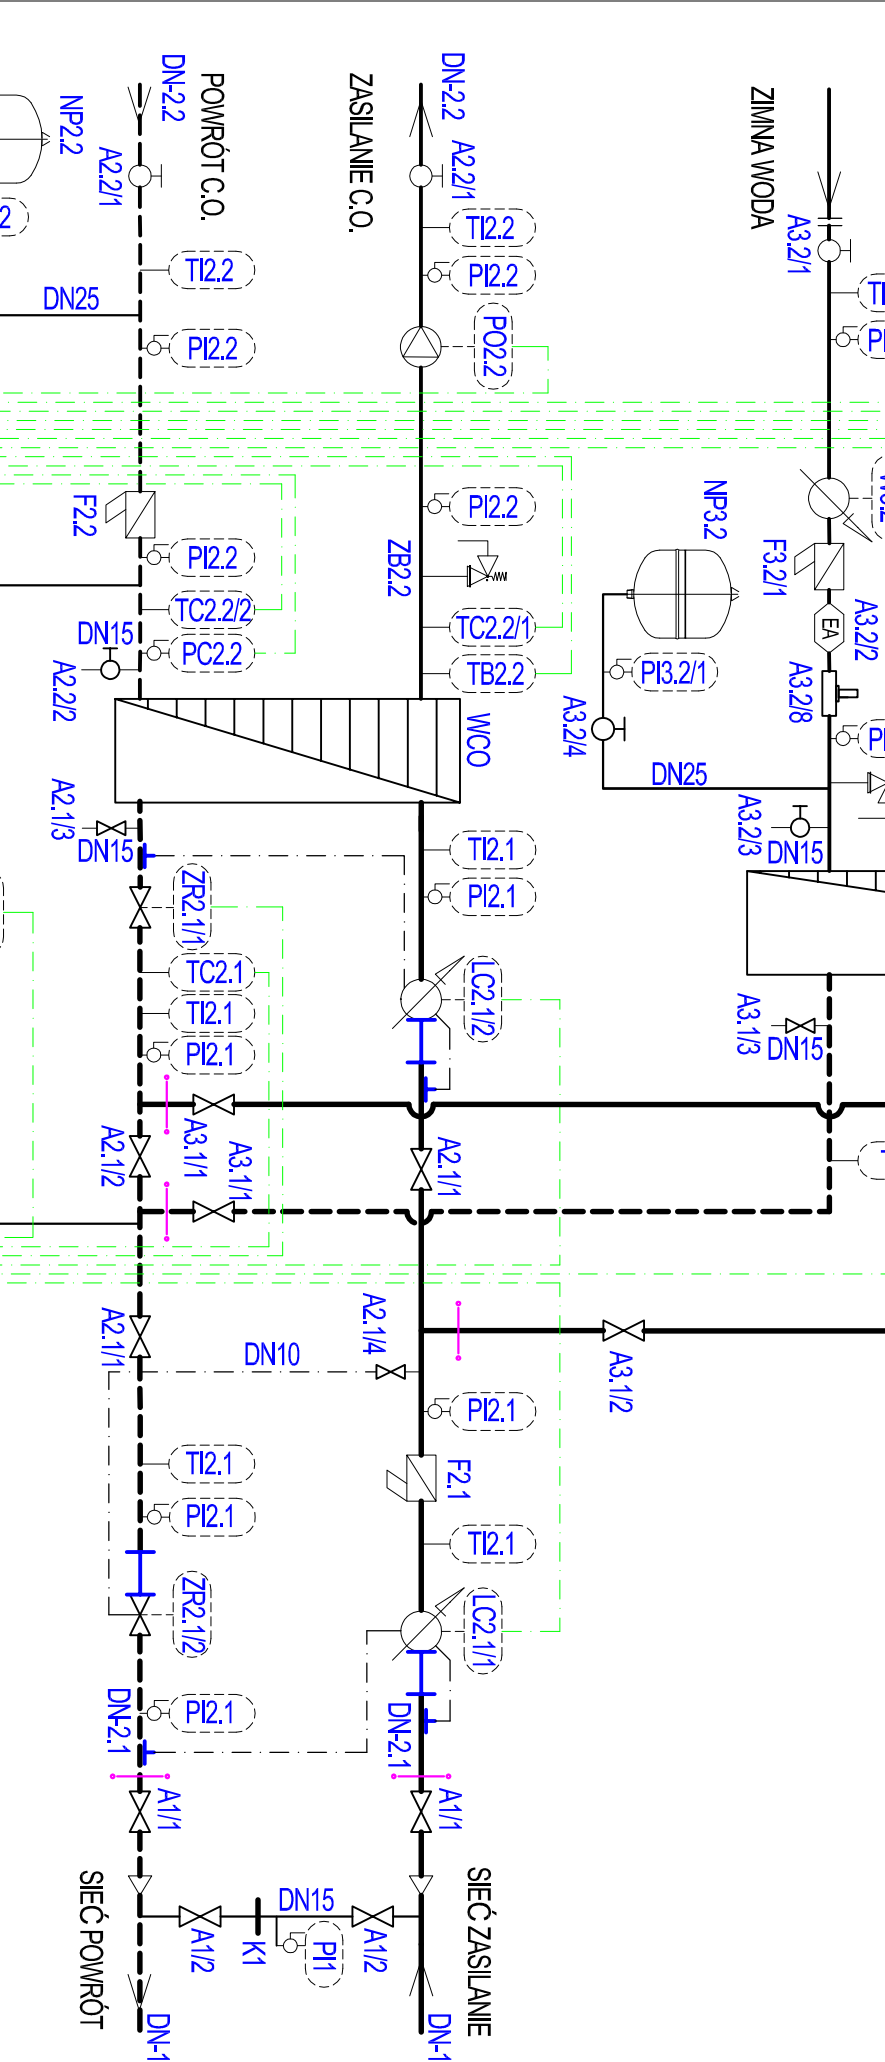 DN-2.2
POWRÓT C.O.
ZASILANIE C.O.
DN-2.2
ZIMNA WODA
NP2.2
A2.2/1
A2.2/1
A3.2/1
TI2.2
PI2.2
TI2.2
DN25
PI2.2
PO2.2
F2.2
PI2.2
TC2.2/2
DN15
PC2.2
A2.2/2
PI2.2
ZB2.2
TC2.2/1
TB2.2
NP3.2
F3.2/1
A3.2/2
EA
PI3.2/1
A3.2/8
A3.2/4
DN25
WCO
A3.2/3
DN15
A2.1/3
DN15
TI2.1
PI2.1
ZR2.1/1
TC2.1
TI2.1
PI2.1
LC2.1/2
A3.1/3
DN15
A3.1/1
A2.1/2
A3.1/1
A2.1/1
A2.1/4
A2.1/1
DN10
A3.1/2
PI2.1
TI2.1
F2.1
PI2.1
TI2.1
ZR2.1/2
LC2.1/1
DN-2.1
PI2.1
DN-2.1
A1/1
A1/1
SIEĆ POWRÓT
DN15
A1/2
K1
PI1
A1/2
SIEĆ ZASILANIE
DN-1
DN-1